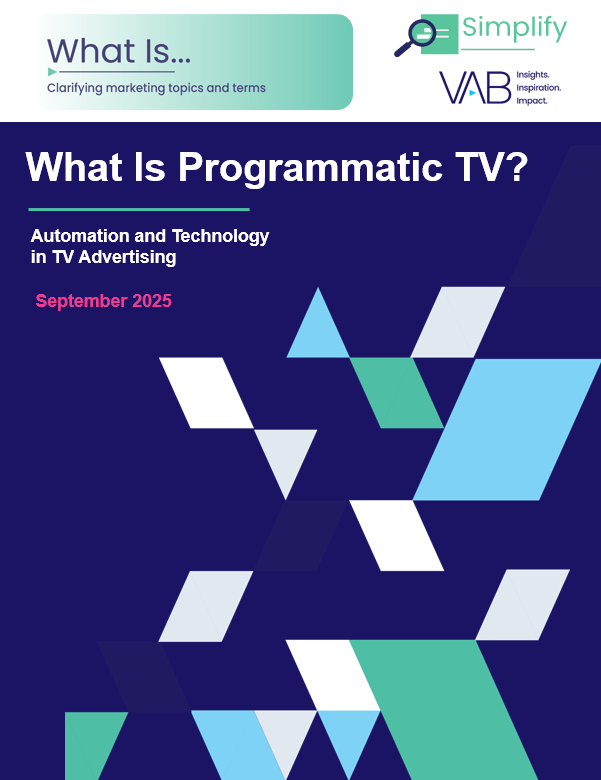 What Is...
Clarifying marketing topics and terms
Simplify
VAB
Insights.
Inspiration.
Impact.
What Is Programmatic TV?
Automation and Technology
in TV Advertising
September 2025